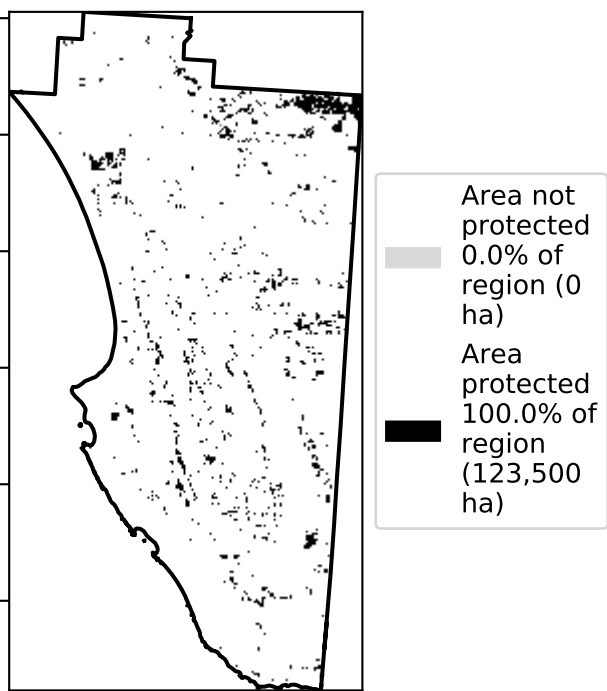 Area not
protected
0.0% of
region (0
ha)
Area
protected
100.0% of
region
(123,500
ha)